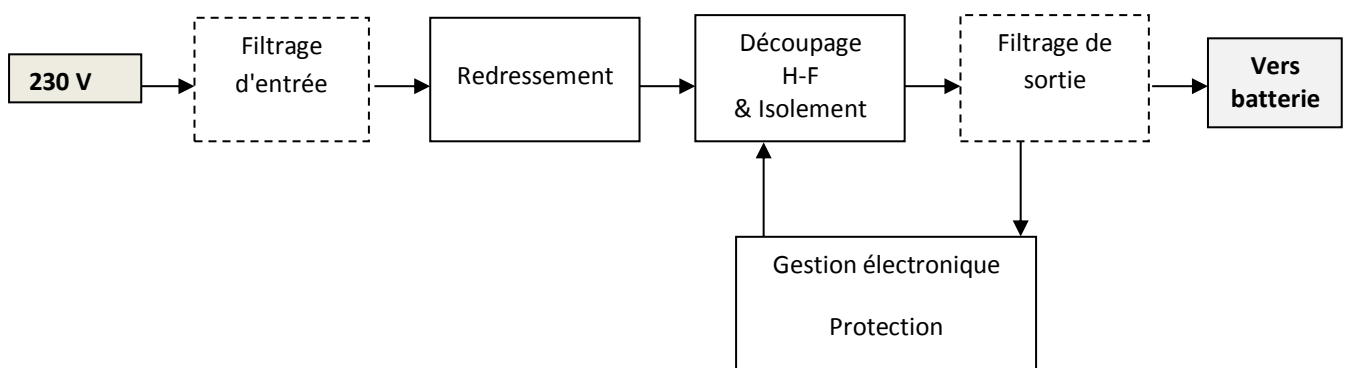 230 V
Filtrage
d'entrée
Redressement
Découpage
H-F
& Isolement
Filtrage de
sortie
Vers
batterie
Gestion électronique
Protection